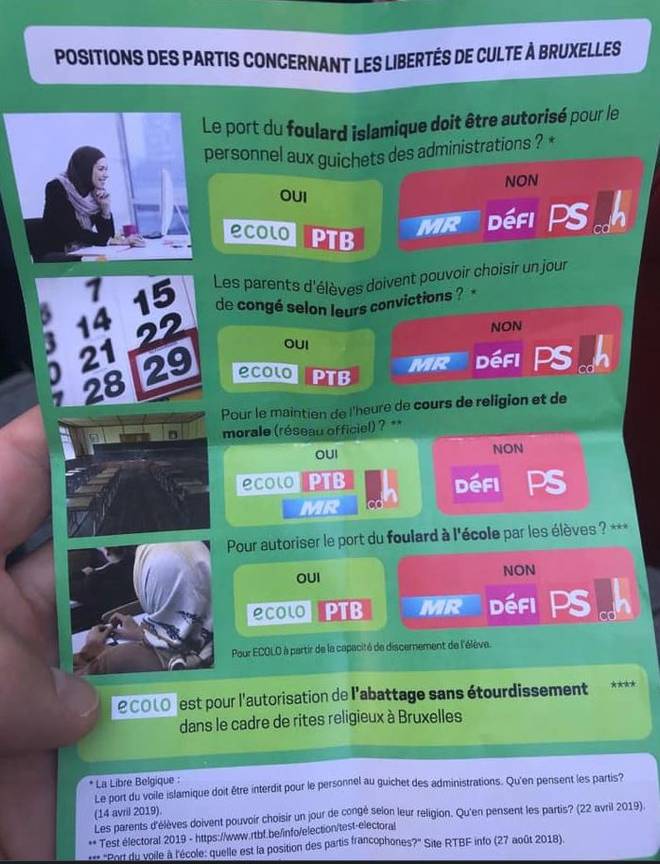 POSITIONS DES PARTIS CONCERNANT LES LIBERTÉS DE CULTE À BRUXELLES
Le port du foulard islamique doit être autorisé pour le
personnel aux guichets des administrations ? *
OUI
NON
ecolo PTB
MR DéFI PS cdh
Les parents d'élèves doivent pouvoir choisir un jour
de congé selon leurs convictions ? *
7 15
14 22
21 29
28
OUI
NON
ecolo PTB
MR DéFI PS cdh
Pour le maintien de l'heure de cours de religion et de
morale (réseau officiel) ? **
OUI
NON
ecolo PTB
MR cdh
DéFI PS
Pour autoriser le port du foulard à l'école par les élèves ? ***
OUI
NON
ecolo PTB
MR DéFI PS cdh
Pour ECOLO à partir de la capacité de discernement de l'élève.
ecolo est pour l'autorisation de l'abattage sans étourdissement ****
dans le cadre de rites religieux à Bruxelles
* La Libre Belgique :
Le port du voile islamique doit être interdit pour le personnel au guichet des administrations. Qu'en pensent les partis?
(14 avril 2019).
Les parents d'élèves doivent pouvoir choisir un jour de congé selon leur religion. Qu'en pensent les partis? (22 avril 2019).
** Test électoral 2019 - https://www.rtbf.be/info/election/test-electoral
*** "Port du voile à l'école: quelle est la position des partis francophones?" Site RTBF info (27 août 2018).